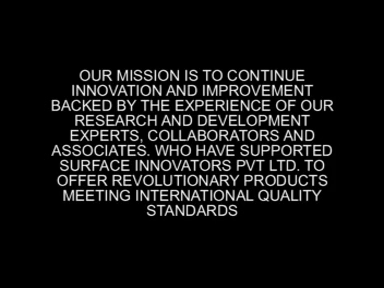 OUR MISSION IS TO CONTINUE
INNOVATION AND IMPROVEMENT
BACKED BY THE EXPERIENCE OF OUR
RESEARCH AND DEVELOPMENT
EXPERTS, COLLABORATORS AND
ASSOCIATES. WHO HAVE SUPPORTED
SURFACE INNOVATORS PVT LTD. TO
OFFER REVOLUTIONARY PRODUCTS
MEETING INTERNATIONAL QUALITY
STANDARDS